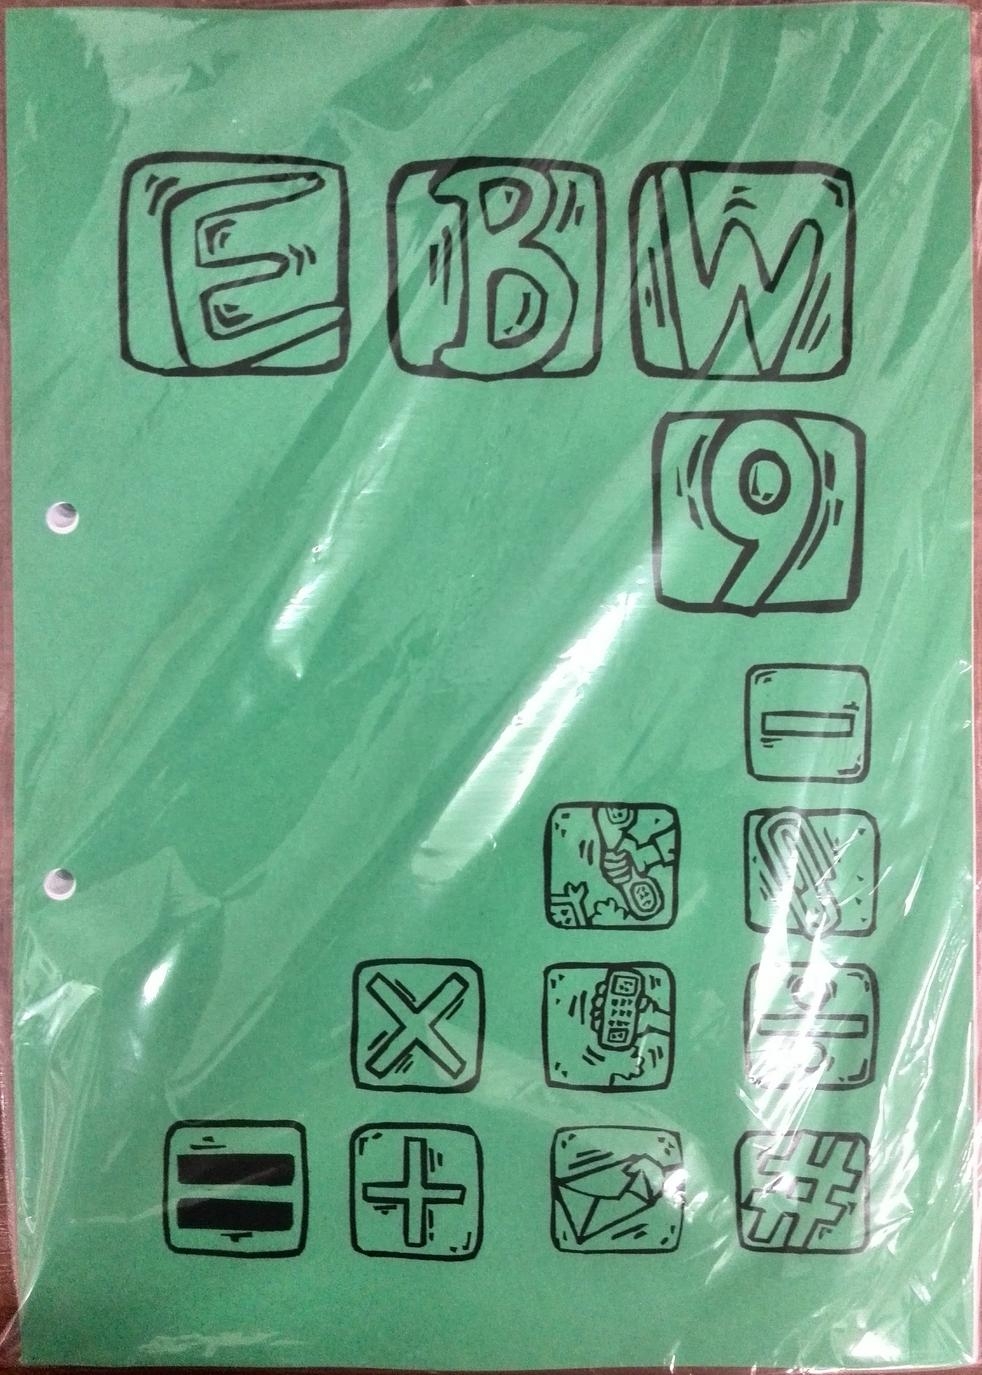 EBW
9
−
× ÷
= + #